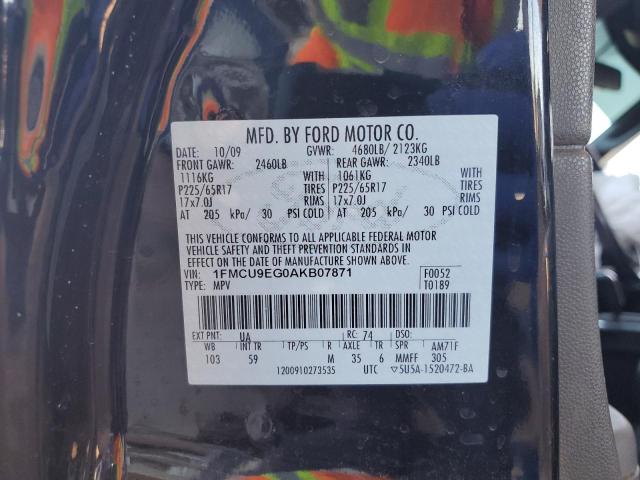 MFD. BY FORD MOTOR CO.
DATE: 10/09 GVWR: 4680LB/ 2123KG
FRONT GAWR: 2460LB REAR GAWR: 2340LB
1116KG WITH 1061KG WITH
P225/65R17 TIRES P225/65R17 TIRES
17x7.0J RIMS 17x7.0J RIMS
AT 205 kPa/ 30 PSI COLD AT 205 kPa/ 30 PSI COLD
THIS VEHICLE CONFORMS TO ALL APPLICABLE FEDERAL MOTOR
VEHICLE SAFETY AND THEFT PREVENTION STANDARDS IN
EFFECT ON THE DATE OF MANUFACTURE SHOWN ABOVE.
VIN: 1FMCU9EG0AKB07871 F0052
TYPE: MPV T0189
EXT PNT: UA RC: 74 DSO:
WB INT TR TP/PS R AXLE TR SPR AM71F
103 59 M 35 6 MMFF 305
1200910273535 UTC ▽5U5A-1520472-BA